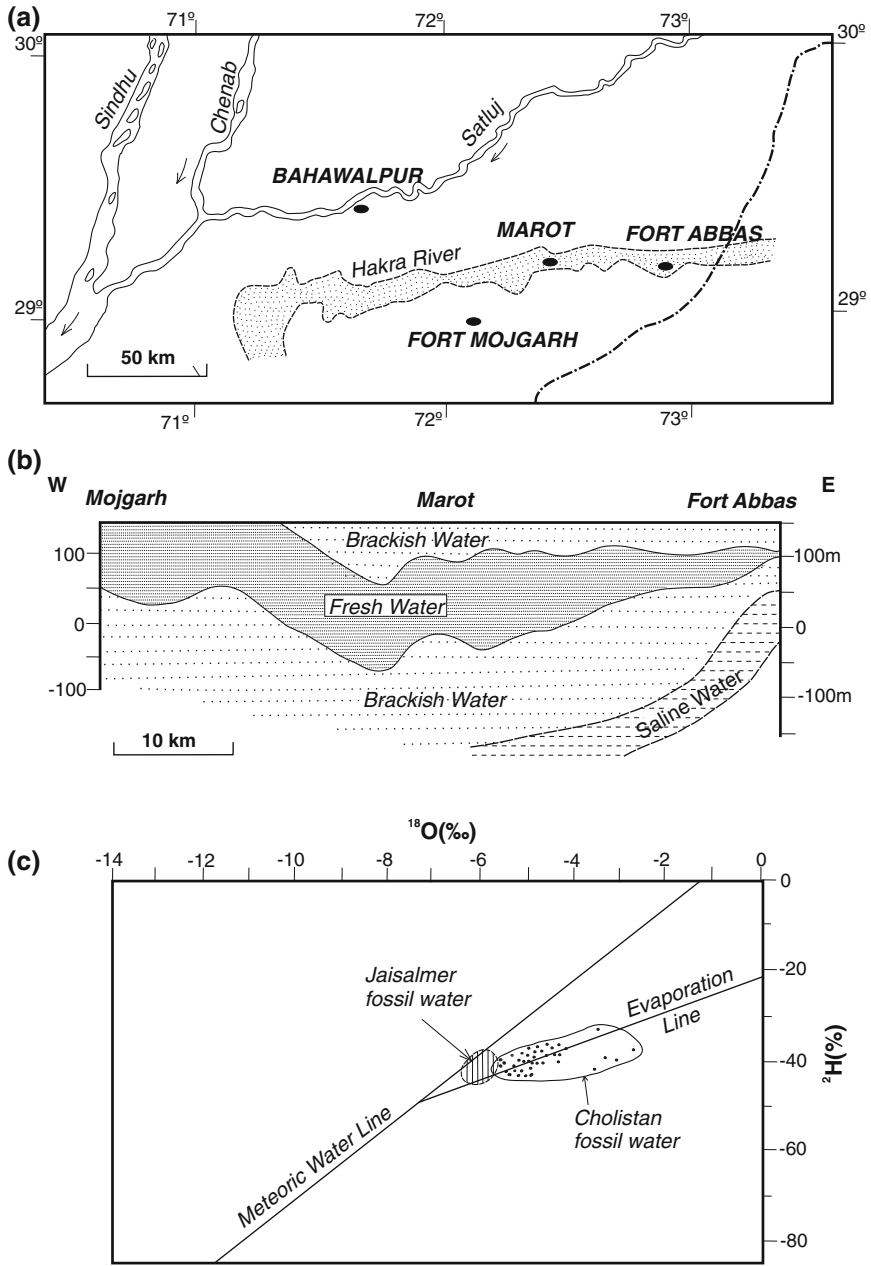 (a)
71º 72º 73º
30º 30º
Sindhu
Chenab
Satluj
BAHAWALPUR
MAROT
FORT ABBAS
Hakra River
29º 29º
FORT MOJGARH
50 km
71º 72º 73º
(b)
W E
Mojgarh Marot Fort Abbas
Brackish Water
100 100m
Fresh Water
0 0
-100 -100m
Brackish Water
Saline Water
10 km
¹⁸O(‰)
(c)
-14 -12 -10 -8 -6 -4 -2 0
0
Jaisalmer
fossil water
Evaporation
Line
-20
²H(%)
-40
Cholistan
fossil water
Meteoric Water Line
-60
-80